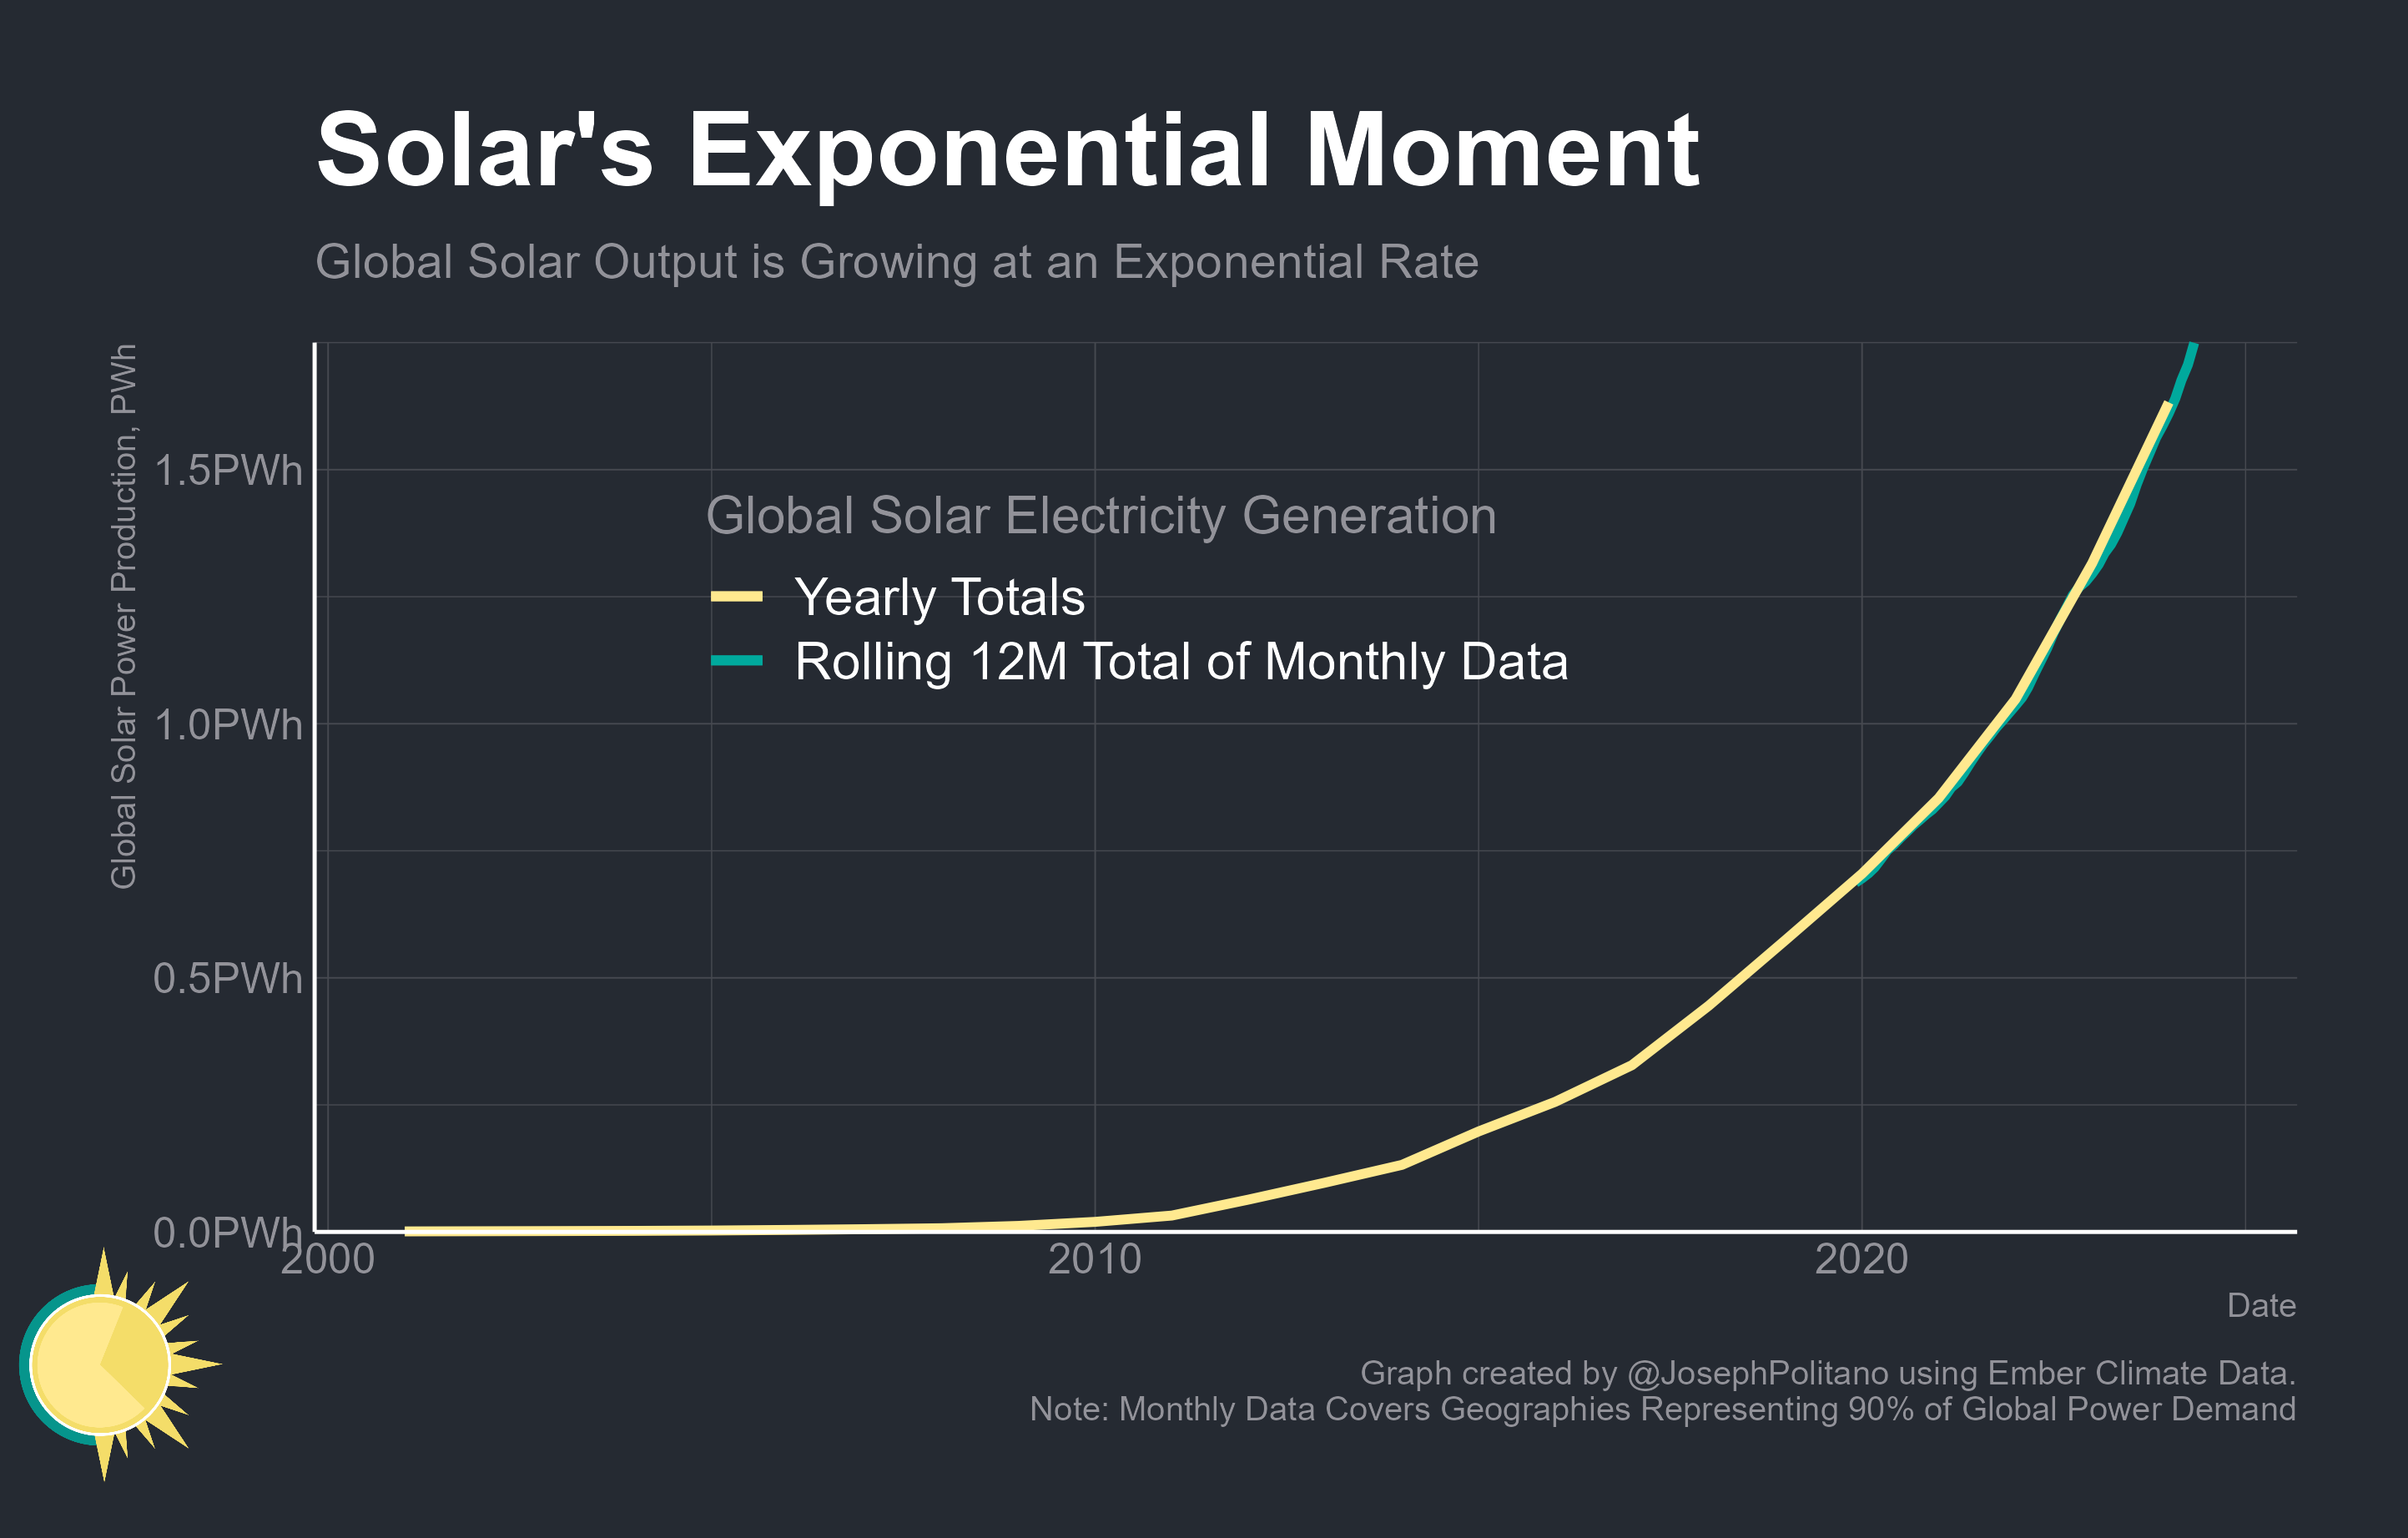 Solar's Exponential Moment
Global Solar Output is Growing at an Exponential Rate
Global Solar Power Production, PWh
1.5PWh
1.0PWh
0.5PWh
0.0PWh
Global Solar Electricity Generation
Yearly Totals
Rolling 12M Total of Monthly Data
2000 2010 2020
Date
Graph created by @JosephPolitano using Ember Climate Data.
Note: Monthly Data Covers Geographies Representing 90% of Global Power Demand